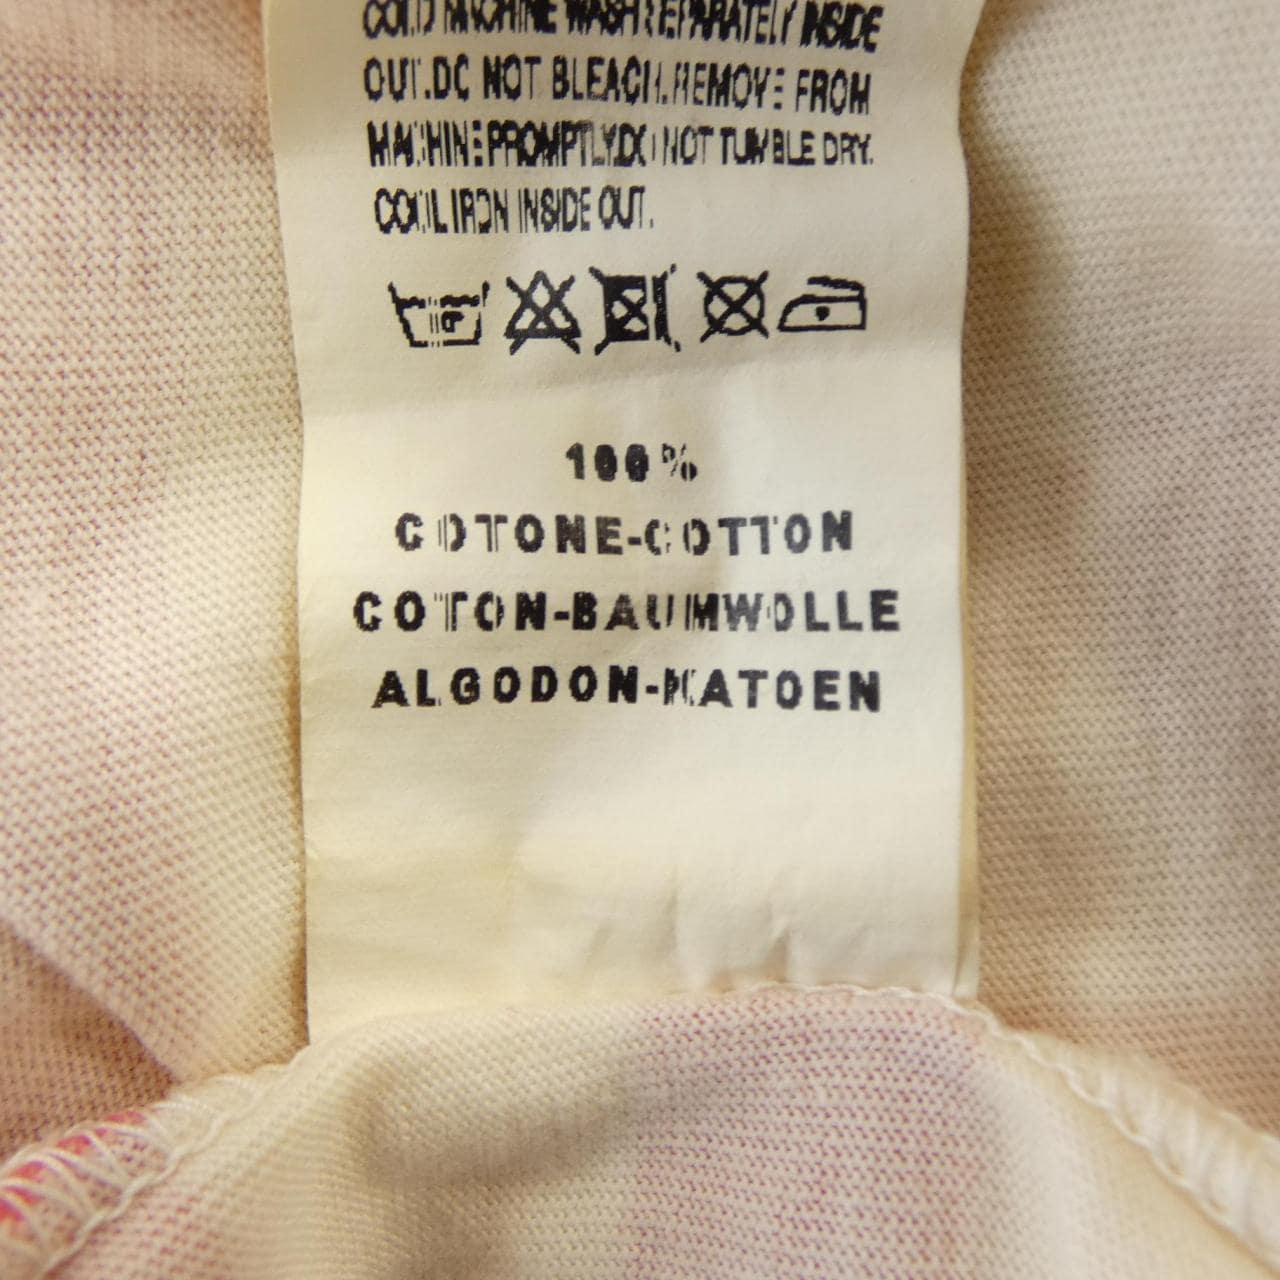 COLD MACHINE WASH SEPARATELY INSIDE
OUT.DO NOT BLEACH.REMOVE FROM
MACHINE PROMPTLY.DO NOT TUMBLE DRY.
COOL IRON INSIDE OUT.
100%
COTONE-COTTON
COTON-BAUMWOLLE
ALGODON-KATOEN